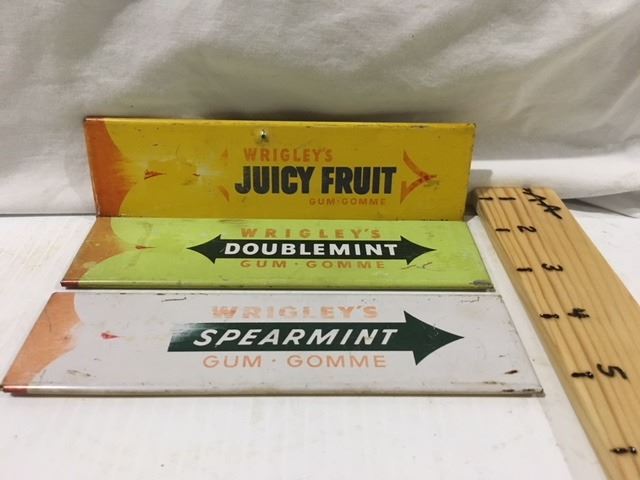 WRIGLEY'S
JUICY FRUIT
GUM·GOMME
WRIGLEY'S
DOUBLEMINT
GUM · GOMME
WRIGLEY'S
SPEARMINT
GUM · GOMME
1
2
3
4
5